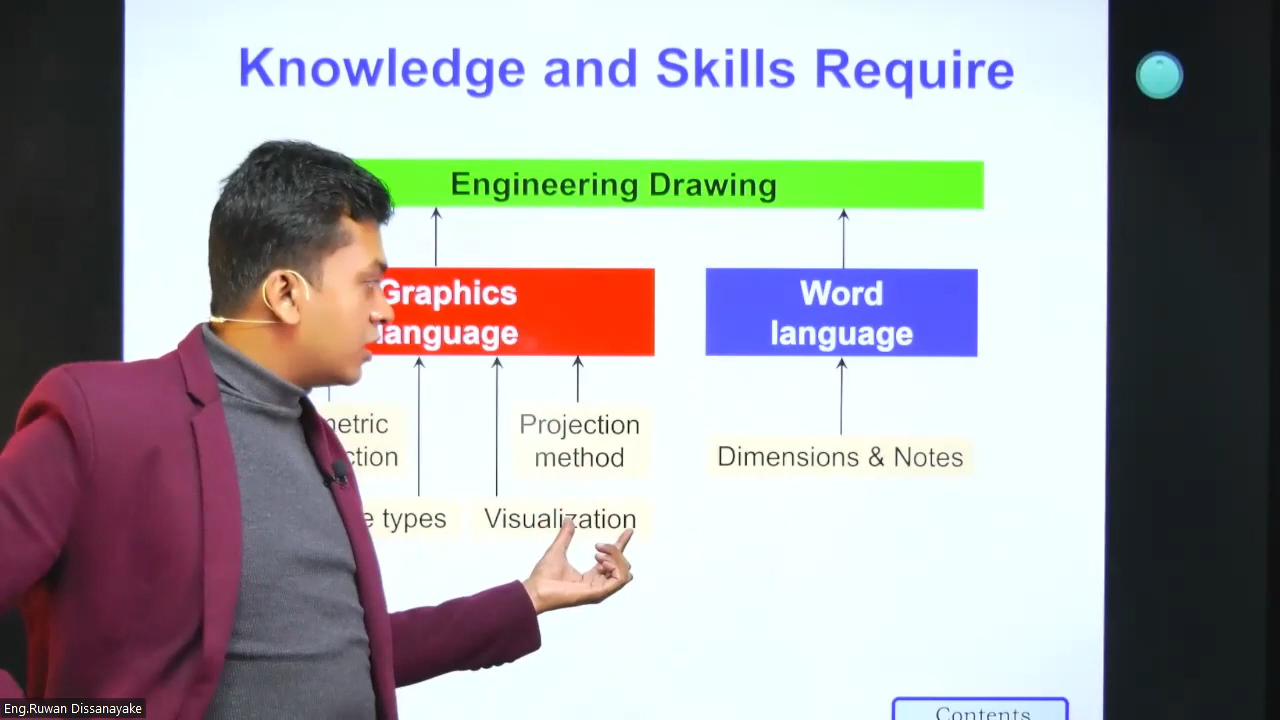 Knowledge and Skills Require
Engineering Drawing
Graphics
language
Word
language
Projection
method
Dimensions & Notes
types
Visualization
Contents
Eng.Ruwan Dissanayake